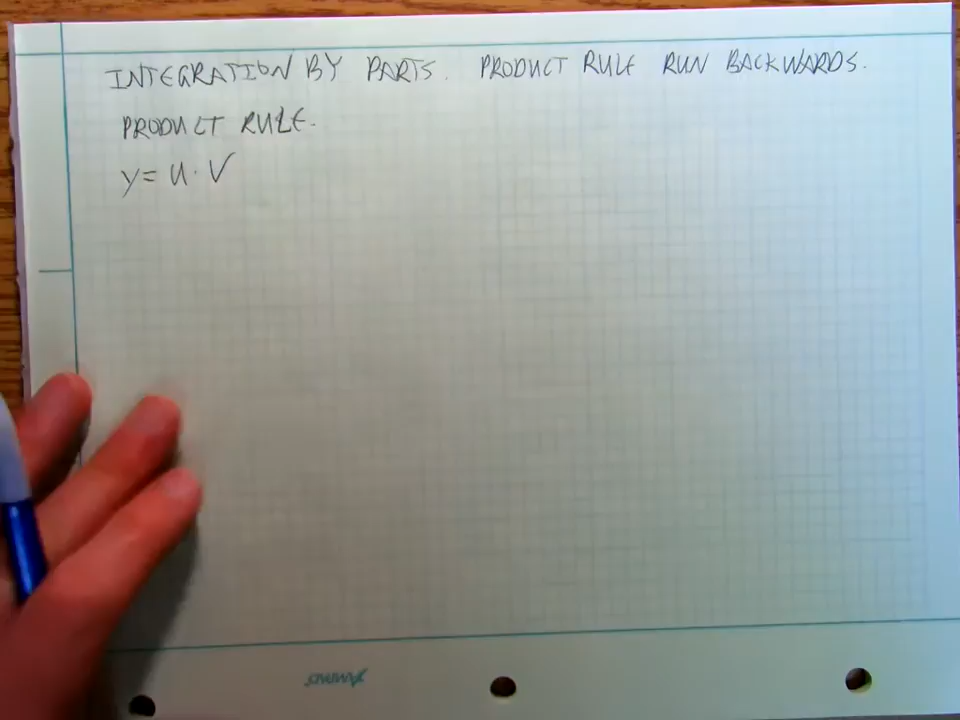 INTEGRATION BY PARTS. PRODUCT RULE RUN BACKWARDS.
PRODUCT RULE.
y = u · v